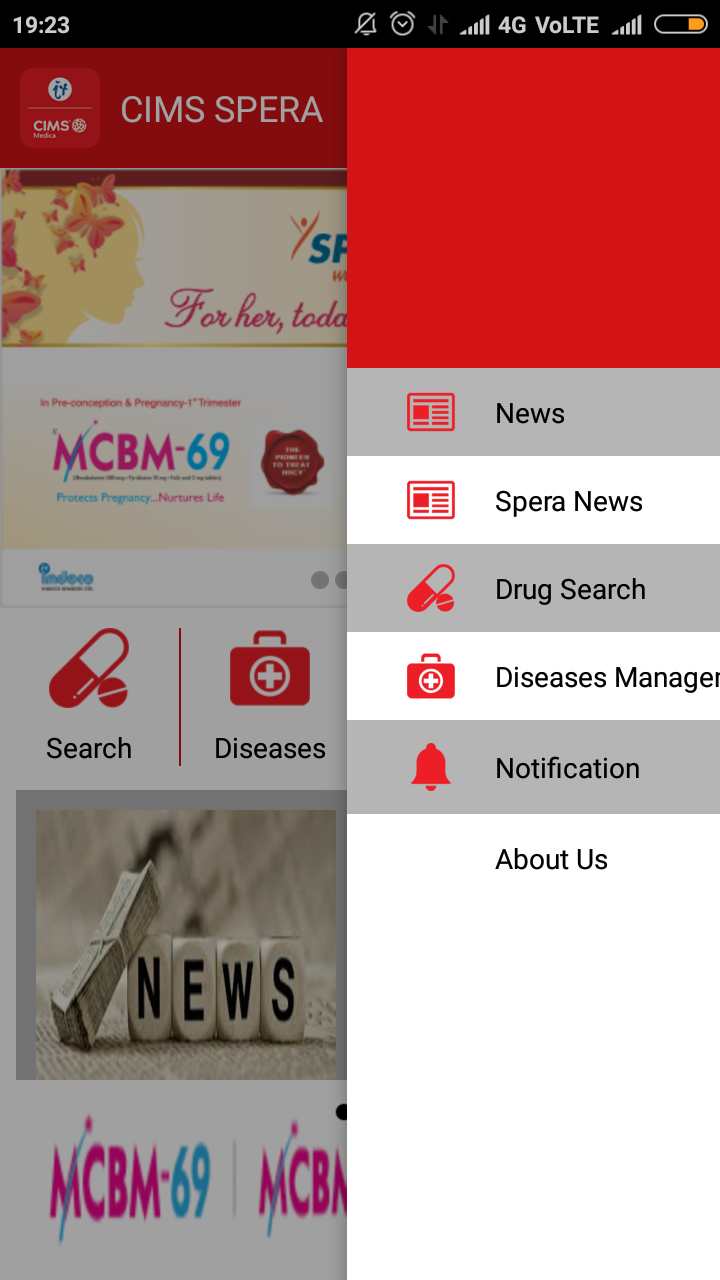 19:23
4G VoLTE
it
CIMS
Medica
CIMS SPERA
SP
W
For her, toda
In Pre-conception & Pregnancy-1st Trimester
MCBM-69
THE
PIONEER
TO TREAT
HHCY
Protects Pregnancy...Nurtures Life
indoco
Search
Diseases
NEWS
MCBM-69
MCBM
News
Spera News
Drug Search
Diseases Manager
Notification
About Us